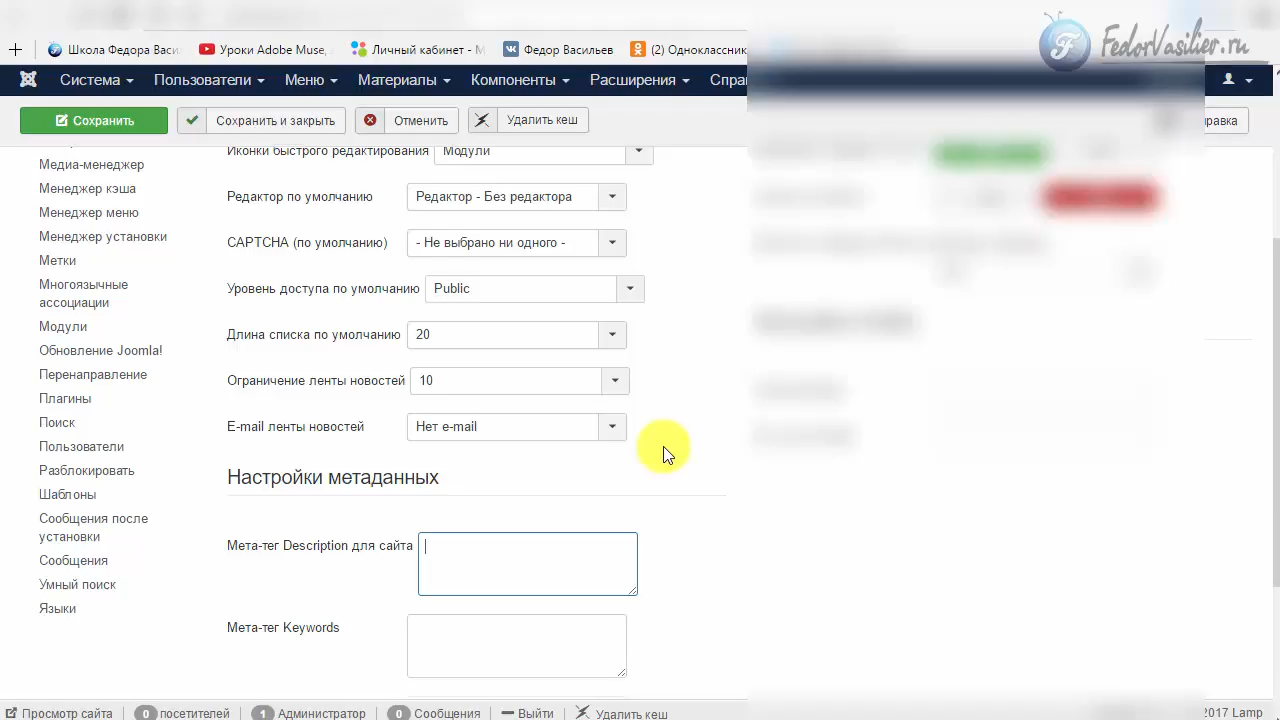 FedorVasiliev.ru
Школа Федора Васи
Уроки Adobe Muse,
Личный кабинет - М
Федор Васильев
(2) Одноклассник
Система
Пользователи
Меню
Материалы
Компоненты
Расширения
Спра
Сохранить
Сохранить и закрыть
Отменить
Удалить кеш
равка
Медиа-менеджер
Менеджер кэша
Менеджер меню
Менеджер установки
Метки
Многоязычные
ассоциации
Модули
Обновление Joomla!
Перенаправление
Плагины
Поиск
Пользователи
Разблокировать
Шаблоны
Сообщения после
установки
Сообщения
Умный поиск
Языки
Иконки быстрого редактирования Модули
Редактор по умолчанию Редактор - Без редактора
CAPTCHA (по умолчанию) - Не выбрано ни одного -
Уровень доступа по умолчанию Public
Длина списка по умолчанию 20
Ограничение ленты новостей 10
E-mail ленты новостей Нет e-mail
Настройки метаданных
Мета-тег Description для сайта
Мета-тег Keywords
Просмотр сайта
0 посетителей
1 Администратор
0 Сообщения
Выйти
Удалить кеш
2017 Lamp